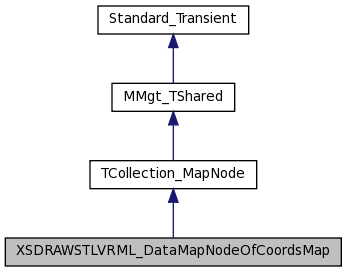 Standard_Transient
MMgt_TShared
TCollection_MapNode
XSDRAWSTLVRML_DataMapNodeOfCoordsMap